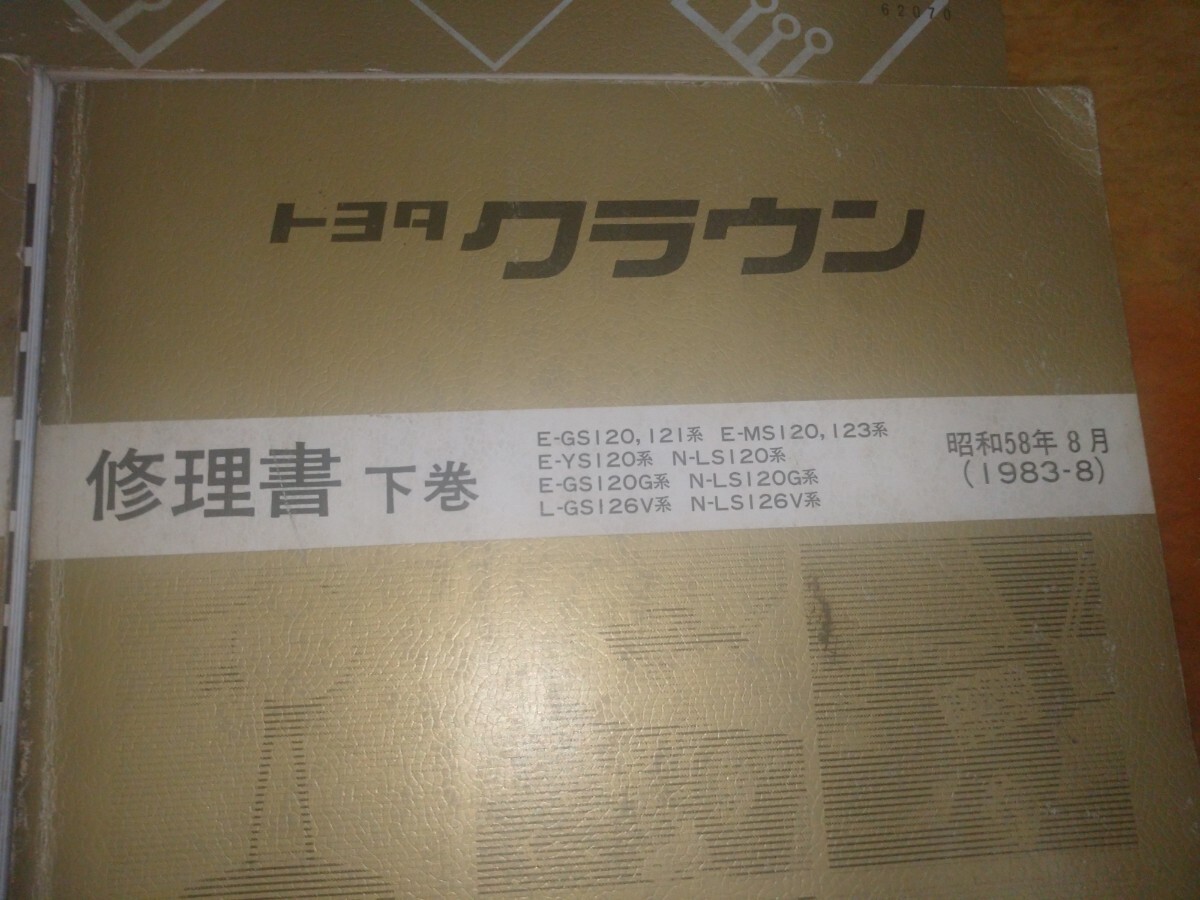 62070
トヨタ クラウン
修理書 下巻
E-GS120,121系 E-MS120,123系
E-YS120系 N-LS120系
E-GS120G系 N-LS120G系
L-GS126V系 N-LS126V系
昭和58年8月
(1983-8)